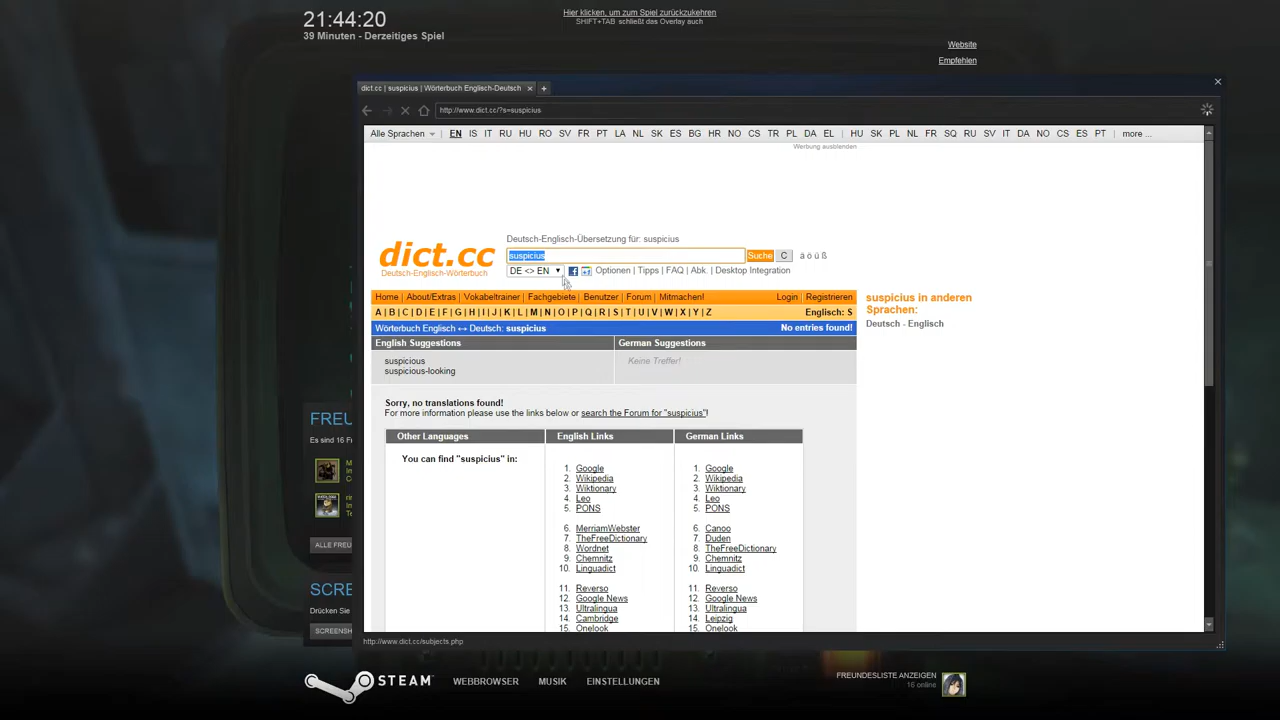 21:44:20
39 Minuten - Derzeitiges Spiel
Hier klicken, um zum Spiel zurückzukehren
SHIFT+TAB schließt das Overlay auch
Website
Empfehlen
dict.cc | suspicius | Wörterbuch Englisch-Deutsch
http://www.dict.cc/?s=suspicius
Alle Sprachen EN IS IT RU HU RO SV FR PT LA NL SK ES BG HR NO CS TR PL DA EL | HU SK PL NL FR SQ RU SV IT DA NO CS ES PT | more ...
Werbung ausblenden
dict.cc
Deutsch-Englisch-Wörterbuch
Deutsch-Englisch-Übersetzung für: suspicius
suspicius Suche C ä ö ü ß
DE <> EN Optionen | Tipps | FAQ | Abk. | Desktop Integration
Home | About/Extras | Vokabeltrainer | Fachgebiete | Benutzer | Forum | Mitmachen! Login | Registrieren
A | B | C | D | E | F | G | H | I | J | K | L | M | N | O | P | Q | R | S | T | U | V | W | X | Y | Z Englisch: S
Wörterbuch Englisch ↔ Deutsch: suspicius No entries found!
English Suggestions German Suggestions
suspicious Keine Treffer!
suspicious-looking
suspicius in anderen
Sprachen:
Deutsch - Englisch
Sorry, no translations found!
For more information please use the links below or search the Forum for "suspicius"!
Other Languages English Links German Links
You can find "suspicius" in:
1. Google 1. Google
2. Wikipedia 2. Wikipedia
3. Wiktionary 3. Wiktionary
4. Leo 4. Leo
5. PONS 5. PONS
6. MerriamWebster 6. Canoo
7. TheFreeDictionary 7. Duden
8. Wordnet 8. TheFreeDictionary
9. Chemnitz 9. Chemnitz
10. Linguadict 10. Linguadict
11. Reverso 11. Reverso
12. Google News 12. Google News
13. Ultralingua 13. Ultralingua
14. Cambridge 14. Leipzig
15. Onelook 15. Onelook
http://www.dict.cc/subjects.php
FREU
Es sind 16 Fr
ALLE FREU
SCRE
Drücken Sie
SCREENSH
STEAM WEBBROWSER MUSIK EINSTELLUNGEN
FREUNDESLISTE ANZEIGEN
16 online